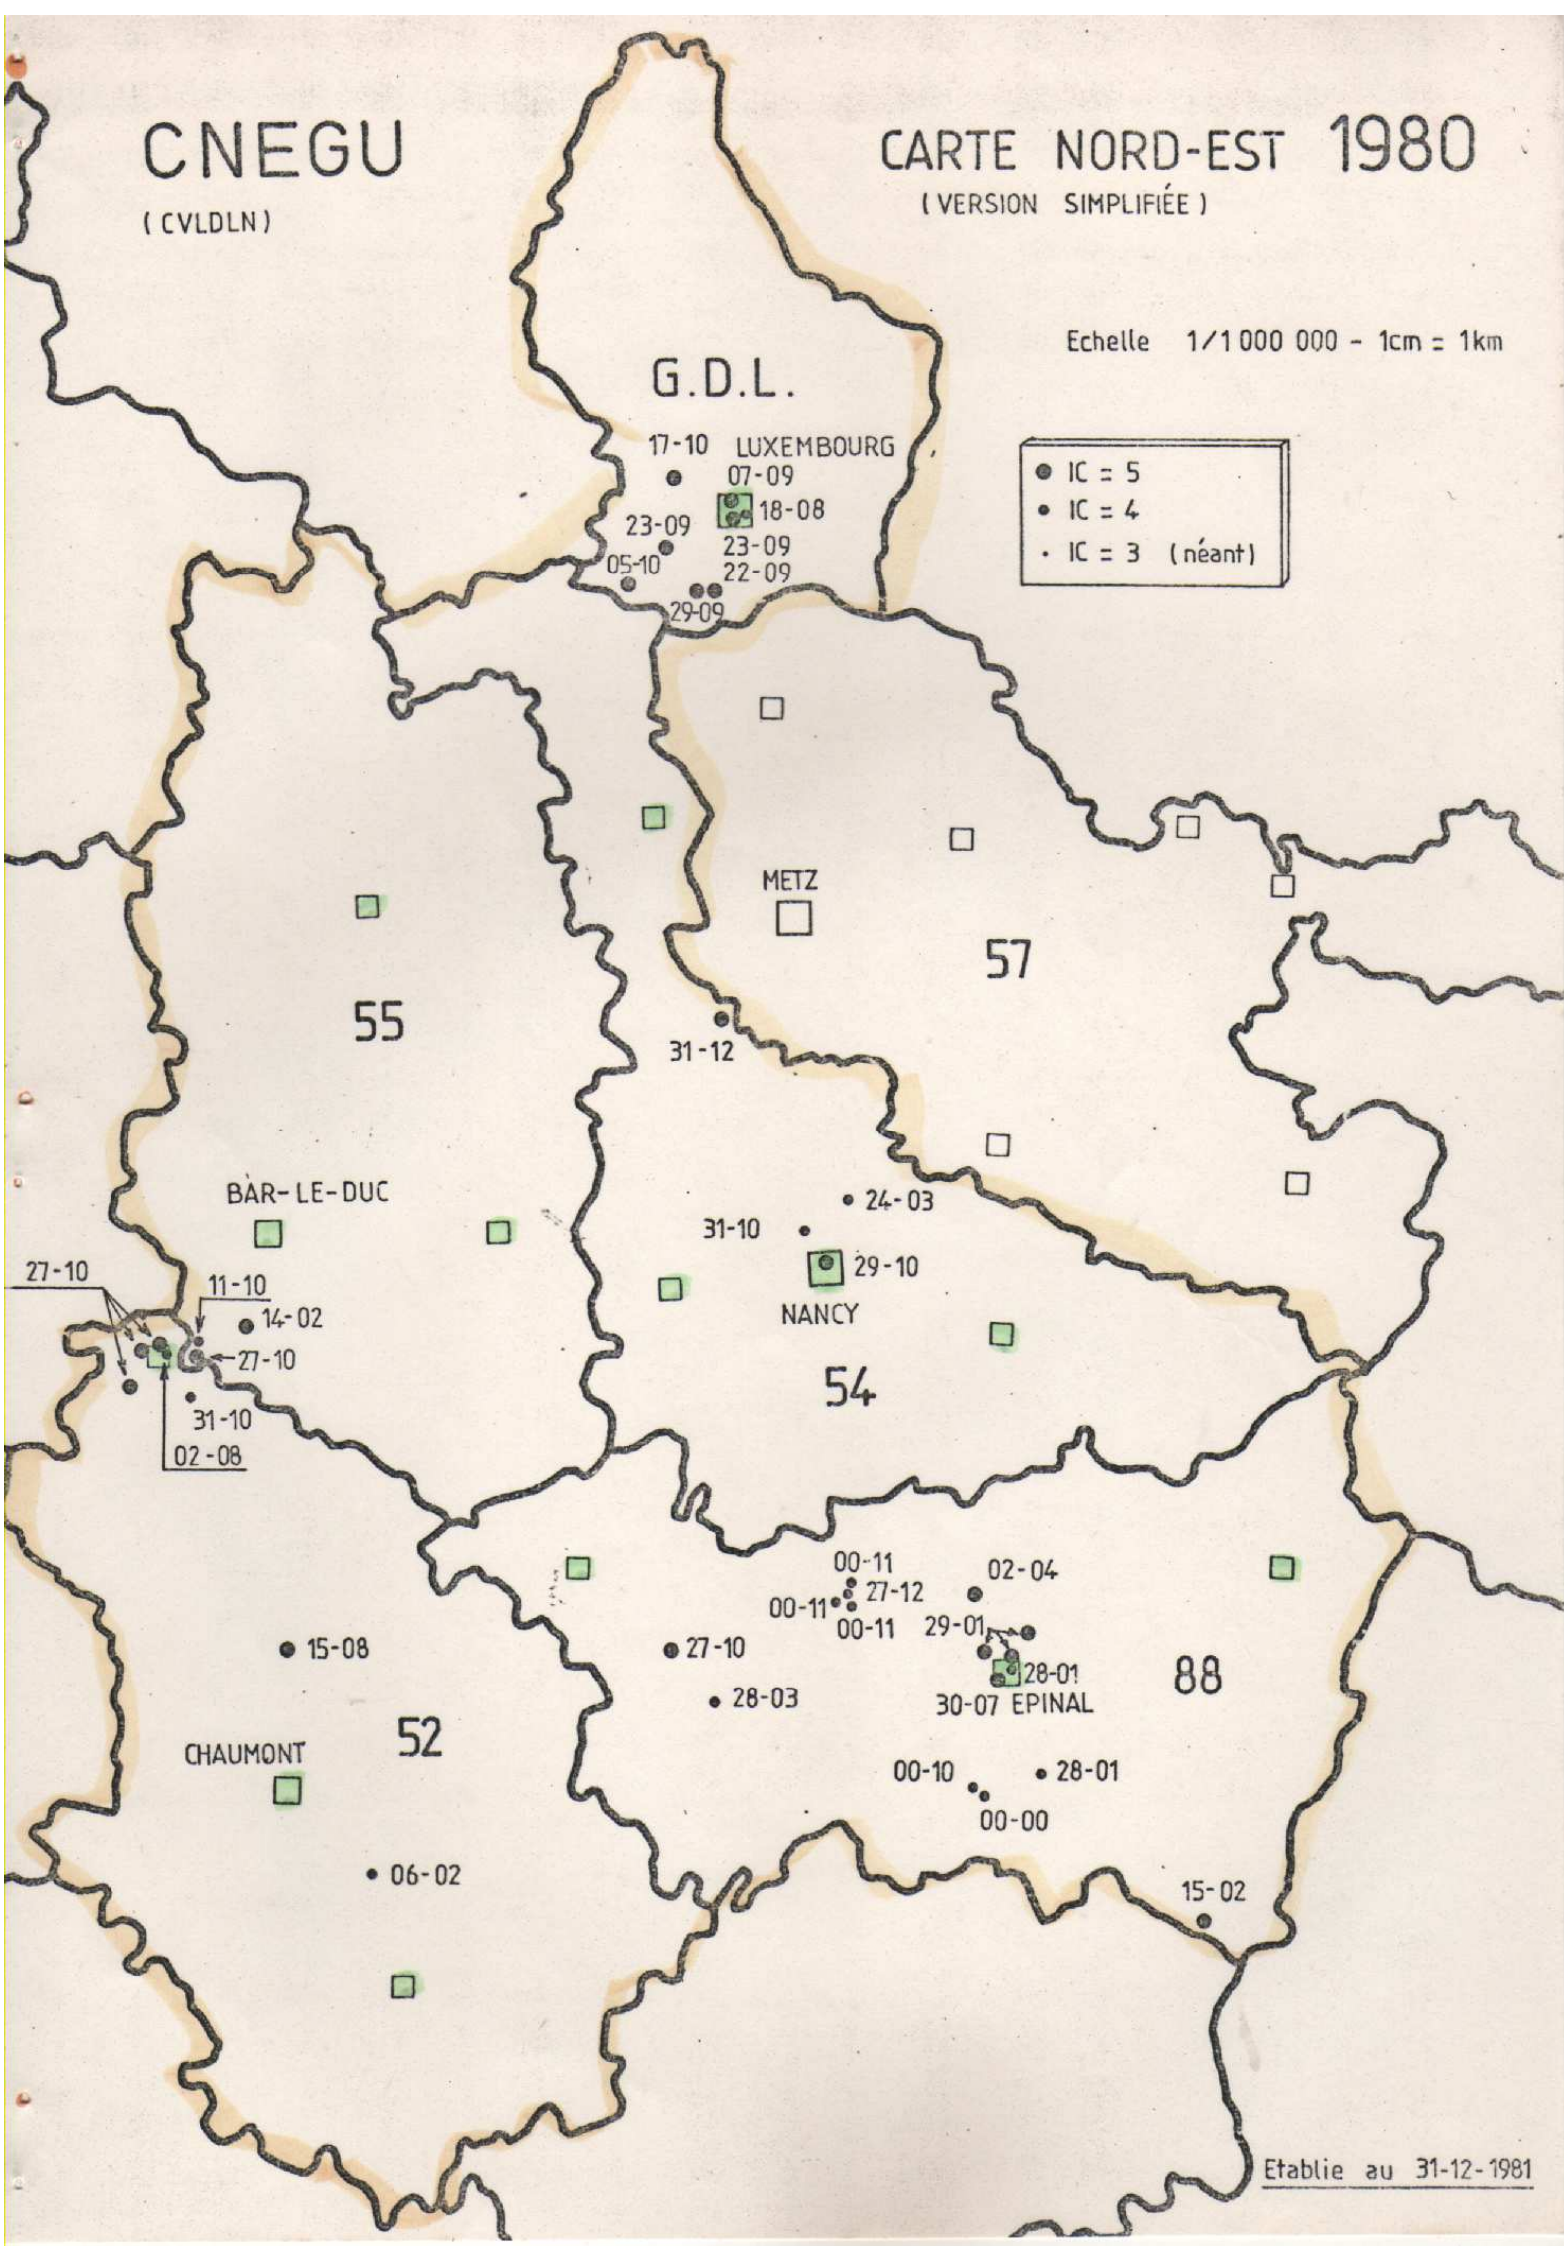 CNEGU
(CVLDLN)
CARTE NORD-EST 1980
(VERSION SIMPLIFIÉE)
Echelle 1/1 000 000 - 1cm = 1km
G.D.L.
17-10 LUXEMBOURG
07-09
18-08
23-09
23-09
05-10
22-09
29-09
IC = 5
IC = 4
IC = 3 (néant)
METZ
57
55
31-12
BAR-LE-DUC
24-03
31-10
29-10
NANCY
54
27-10
11-10
14-02
27-10
31-10
02-08
00-11
27-12
00-11
00-11
02-04
29-01
28-01
30-07 EPINAL
88
27-10
28-03
15-08
52
CHAUMONT
00-10
28-01
00-00
06-02
15-02
Etablie au 31-12-1981